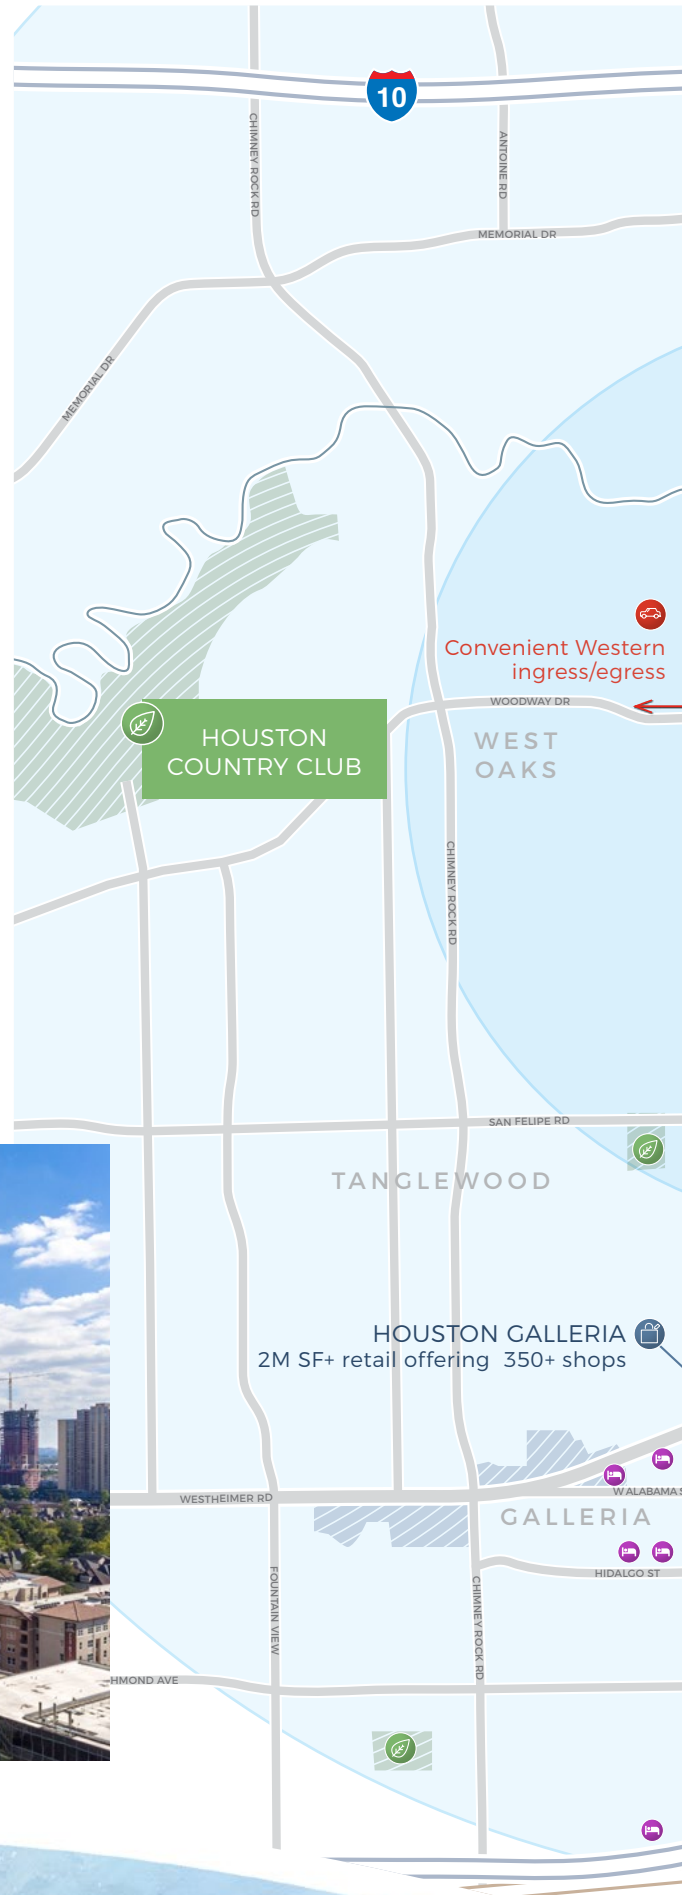 10
CHIMNEY ROCK RD
ANTOINE RD
MEMORIAL DR
MEMORIAL DR
Convenient Western
ingress/egress
WOODWAY DR
HOUSTON
COUNTRY CLUB
WEST
OAKS
CHIMNEY ROCK RD
SAN FELIPE RD
TANGLEWOOD
HOUSTON GALLERIA
2M SF+ retail offering 350+ shops
W ALABAMA S
WESTHEIMER RD
GALLERIA
HIDALGO ST
FOUNTAIN VIEW
CHIMNEY ROCK RD
HMOND AVE